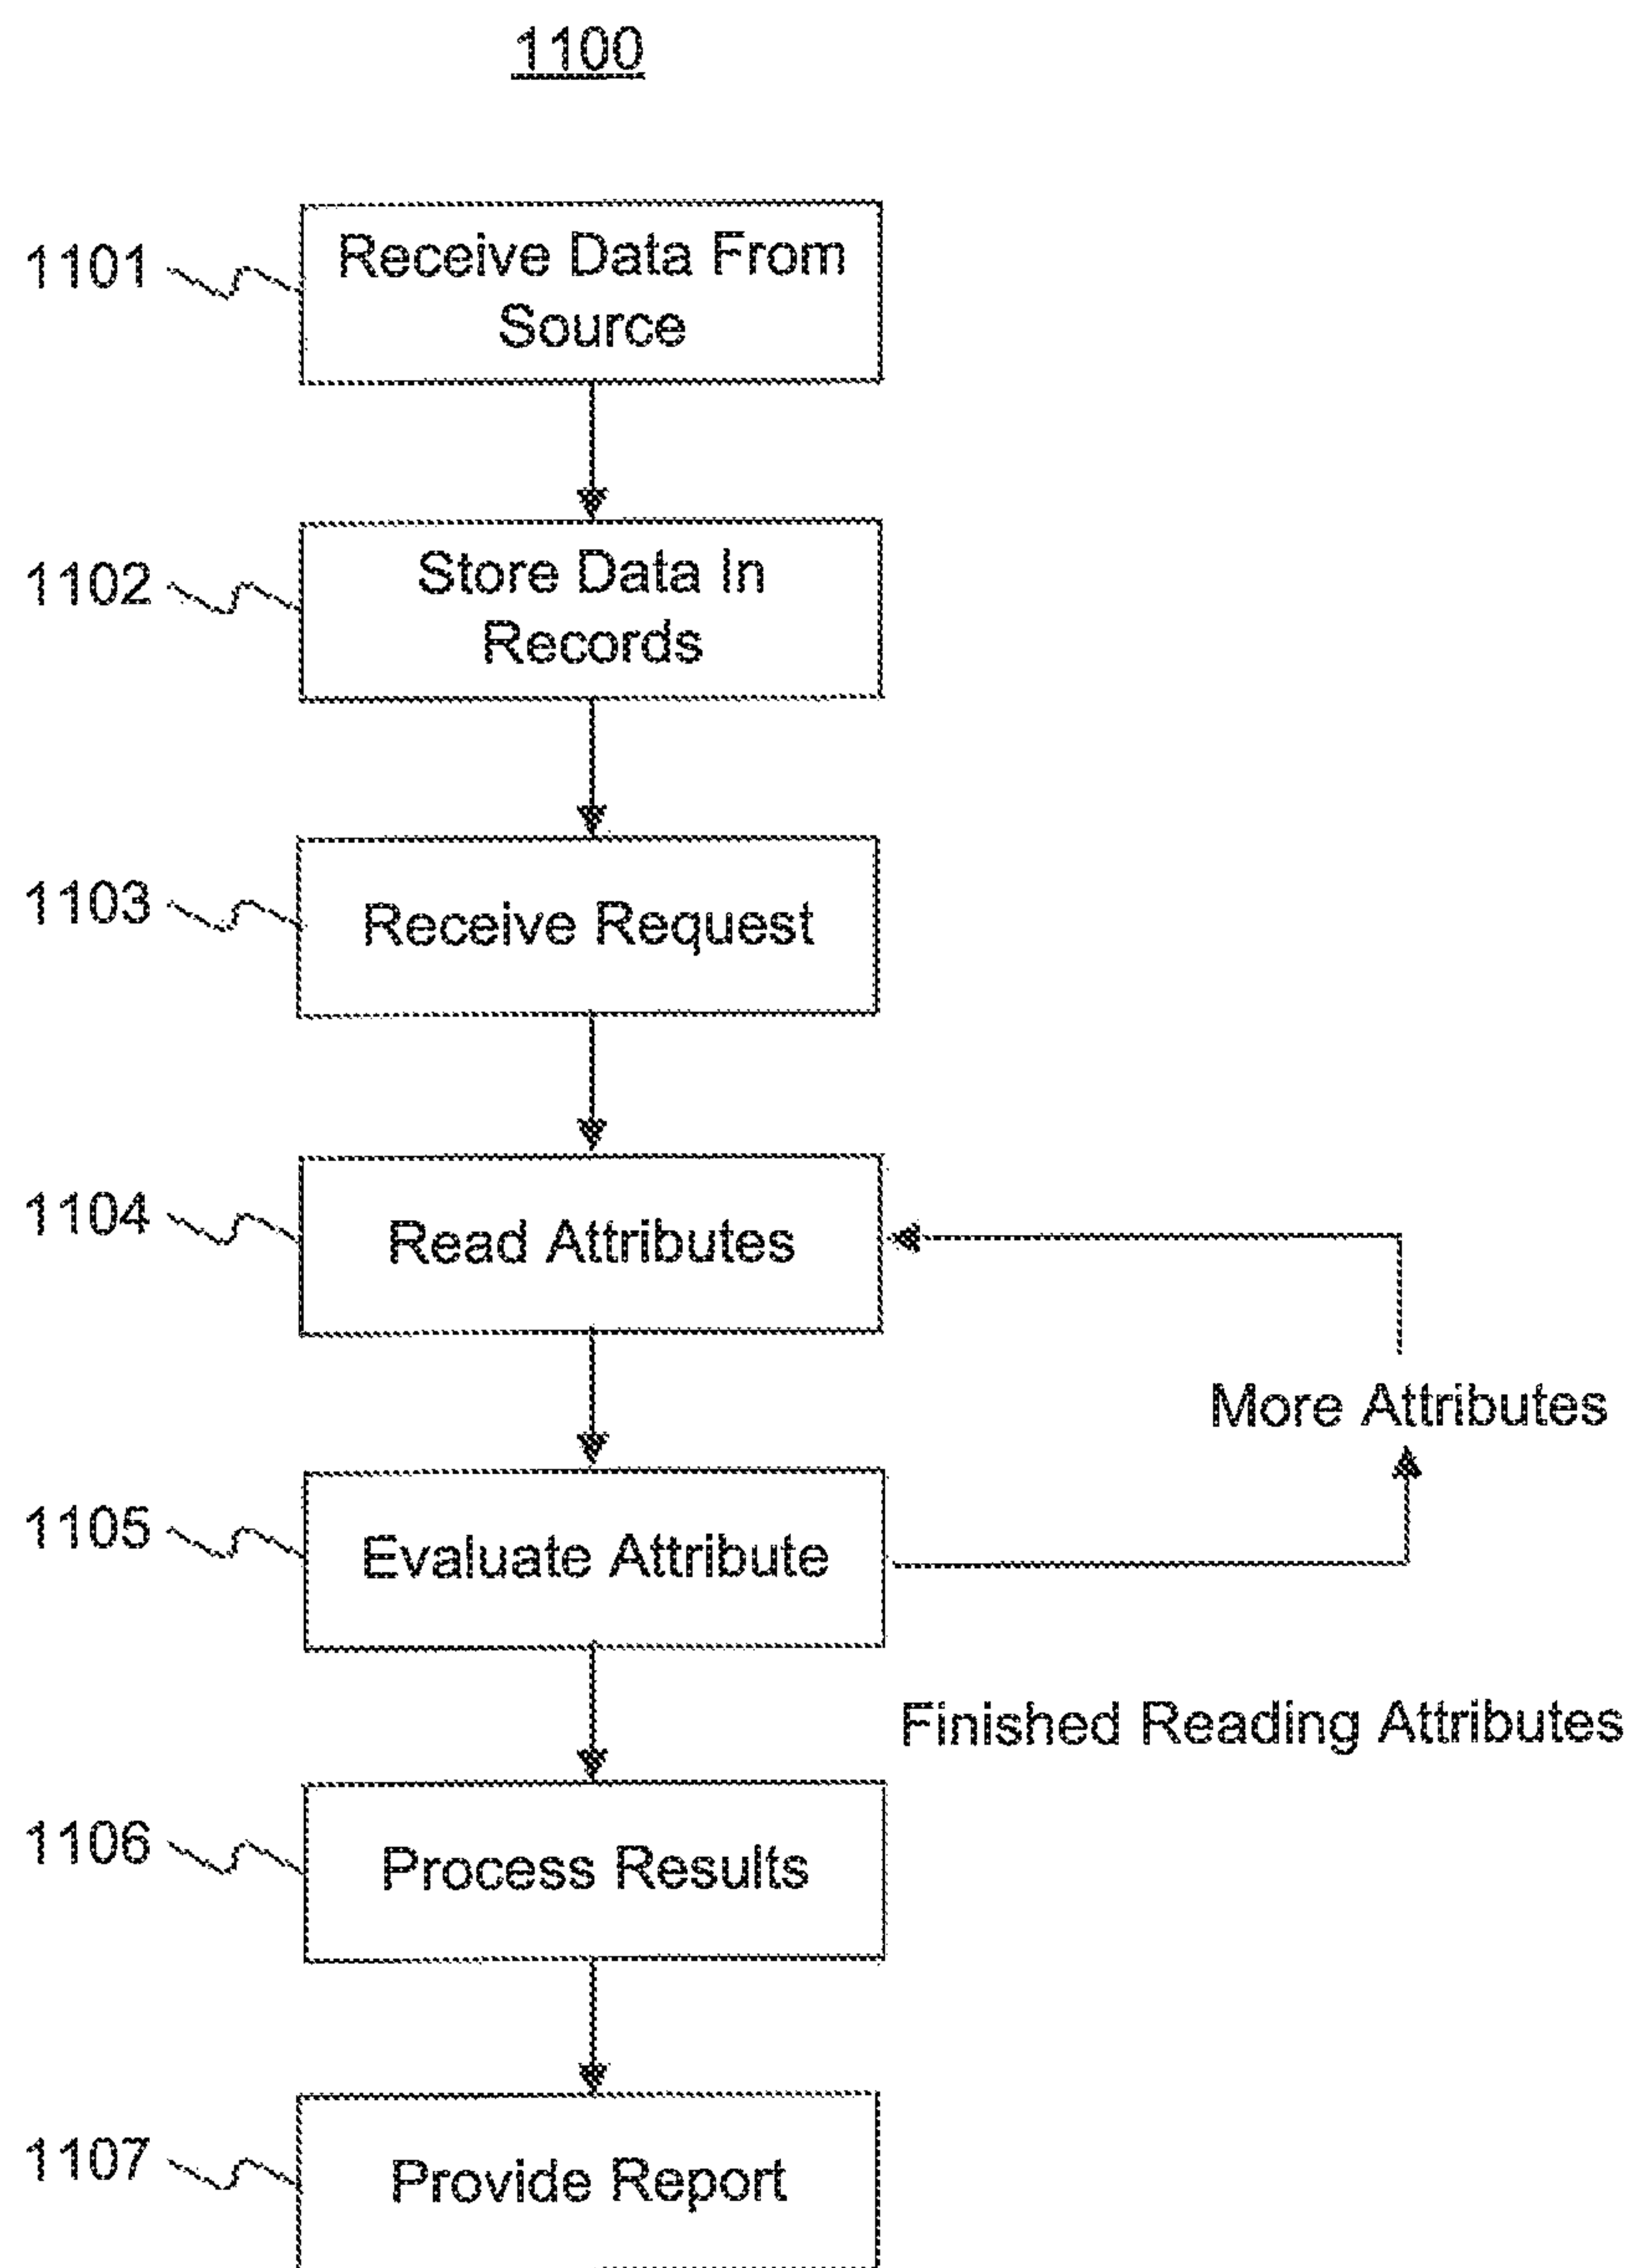 1100
1101
Receive Data From
Source
1102
Store Data In
Records
1103
Receive Request
1104
Read Attributes
More Attributes
1105
Evaluate Attribute
Finished Reading Attributes
1106
Process Results
1107
Provide Report